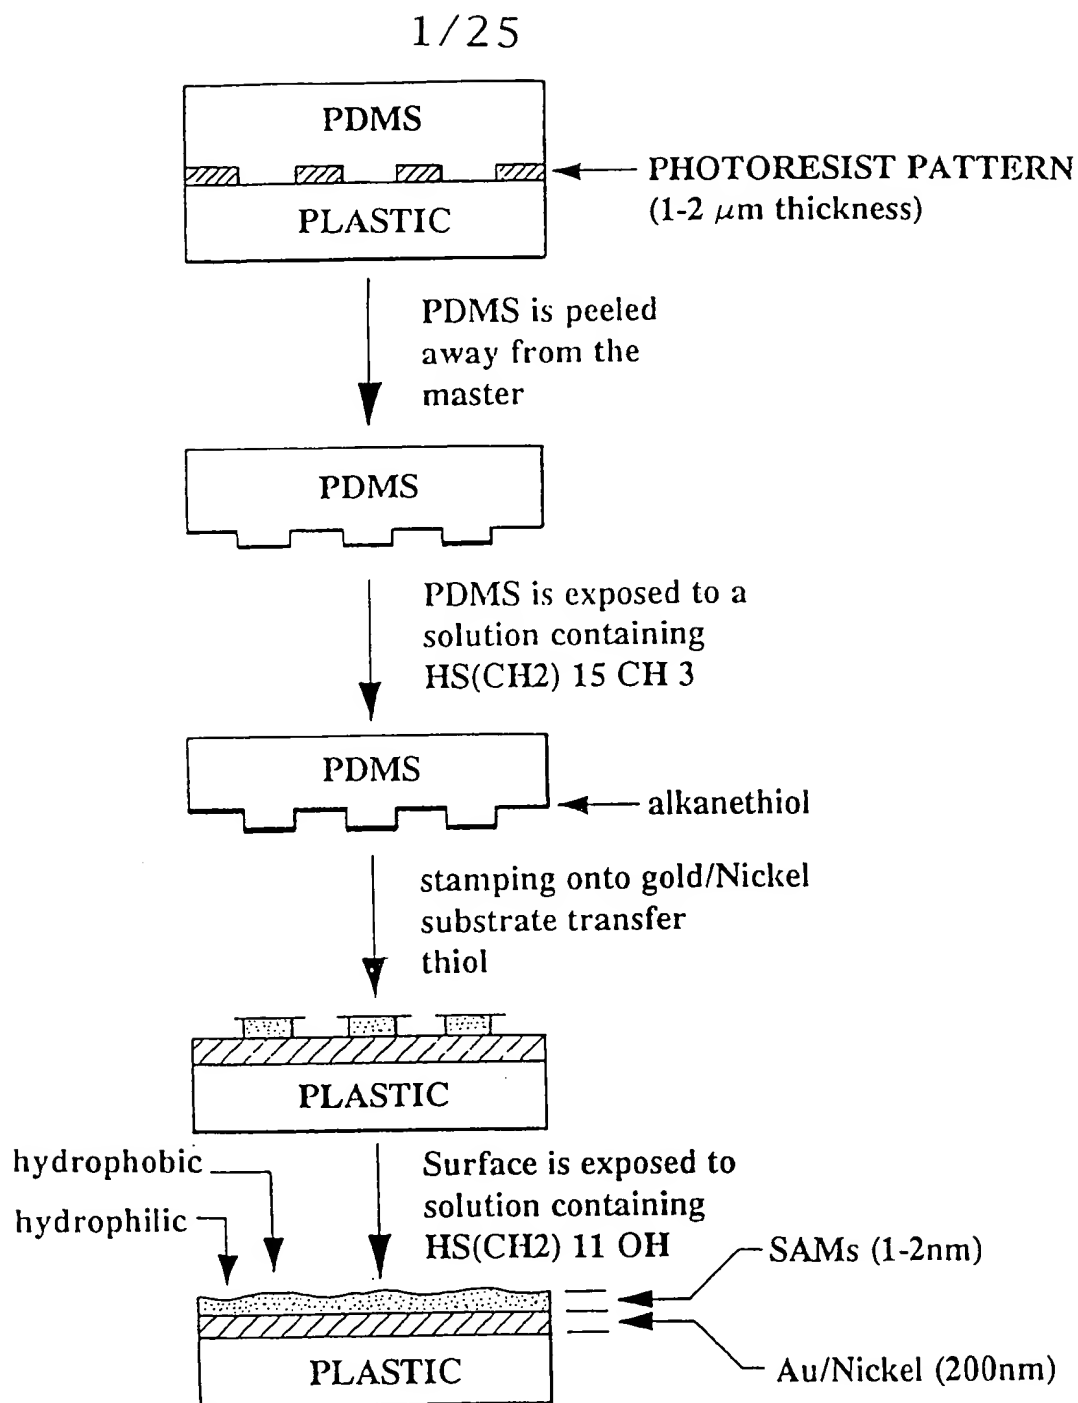 1/25
PDMS
PHOTORESIST PATTERN
(1-2 μm thickness)
PLASTIC
PDMS is peeled
away from the
master
PDMS
PDMS is exposed to a
solution containing
HS(CH2) 15 CH 3
PDMS
alkanethiol
stamping onto gold/Nickel
substrate transfer
thiol
PLASTIC
hydrophobic
hydrophilic
Surface is exposed to
solution containing
HS(CH2) 11 OH
SAMs (1-2nm)
PLASTIC
Au/Nickel (200nm)